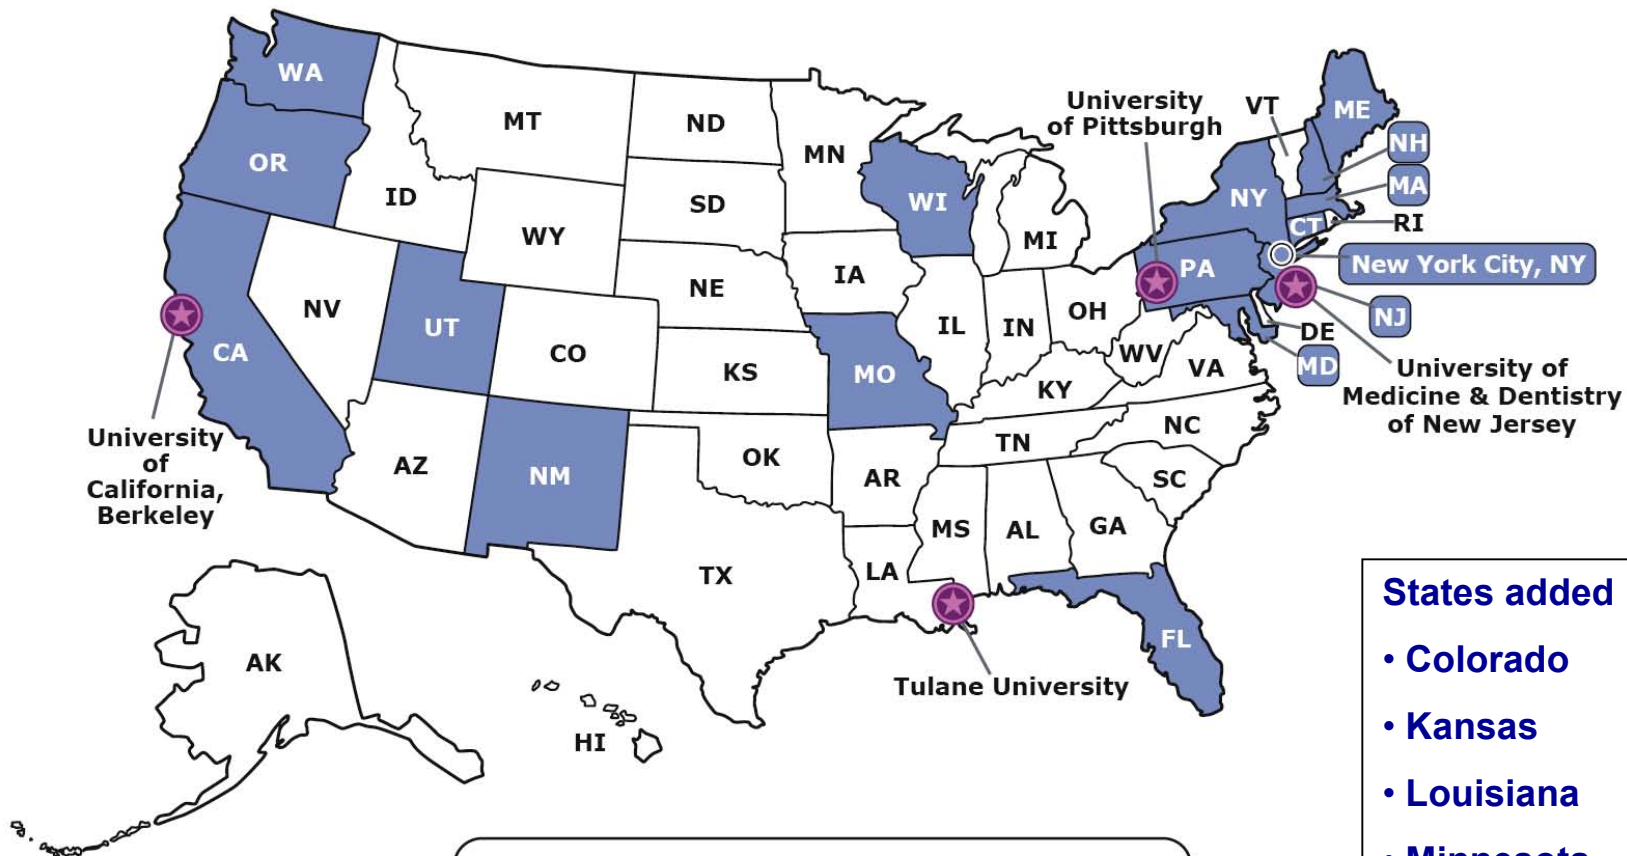 WA
OR
CA
ID
NV
UT
AZ
MT
WY
CO
NM
ND
SD
NE
KS
OK
TX
MN
IA
MO
AR
LA
WI
IL
MI
IN
OH
KY
TN
MS
AL
GA
FL
SC
NC
VA
WV
PA
NY
VT
ME
NH
MA
CT
RI
New York City, NY
NJ
DE
MD
AK
HI
University
of Pittsburgh
University of
Medicine & Dentistry
of New Jersey
University
of
California,
Berkeley
Tulane University
States added
• Colorado
• Kansas
• Louisiana
• Minnesota